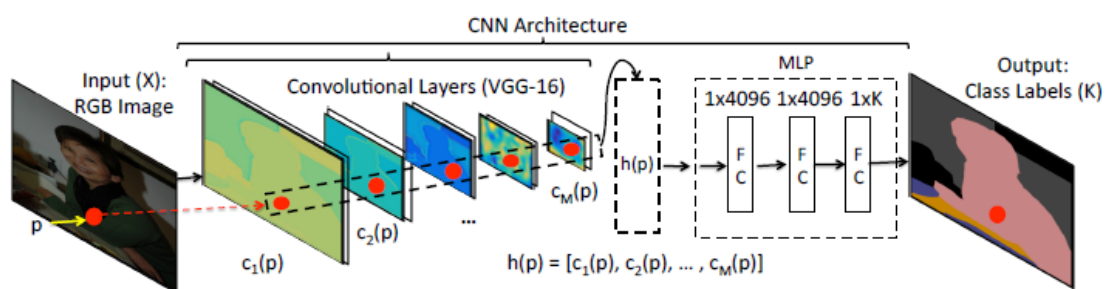 CNN Architecture
Input (X):
RGB Image
Convolutional Layers (VGG-16)
MLP
Output:
Class Labels (K)
1x4096 1x4096 1xK
h(p)
F
C
F
C
F
C
p
c1(p)
c2(p)
...
cM(p)
h(p) = [c1(p), c2(p), ... , cM(p)]